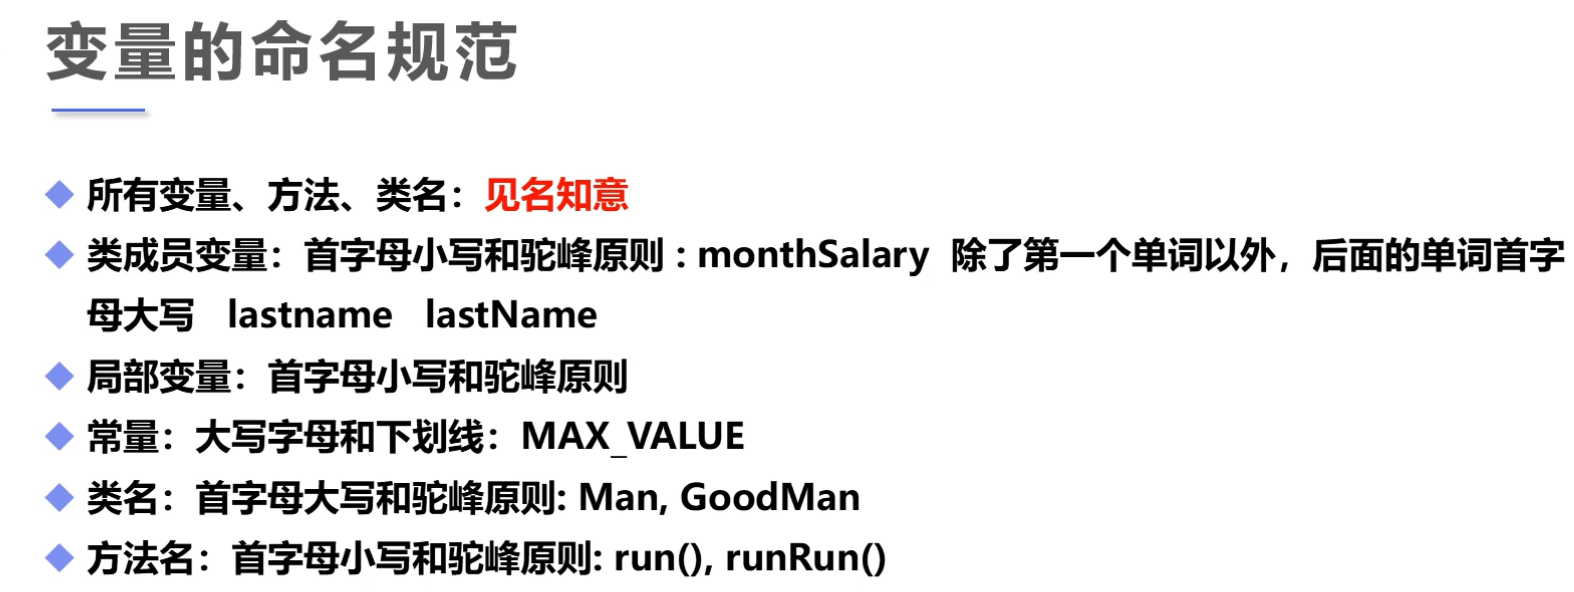 变量的命名规范
所有变量、方法、类名：见名知意
类成员变量：首字母小写和驼峰原则 : monthSalary 除了第一个单词以外，后面的单词首字
母大写 lastname lastName
局部变量：首字母小写和驼峰原则
常量：大写字母和下划线：MAX_VALUE
类名：首字母大写和驼峰原则: Man, GoodMan
方法名：首字母小写和驼峰原则: run(), runRun()